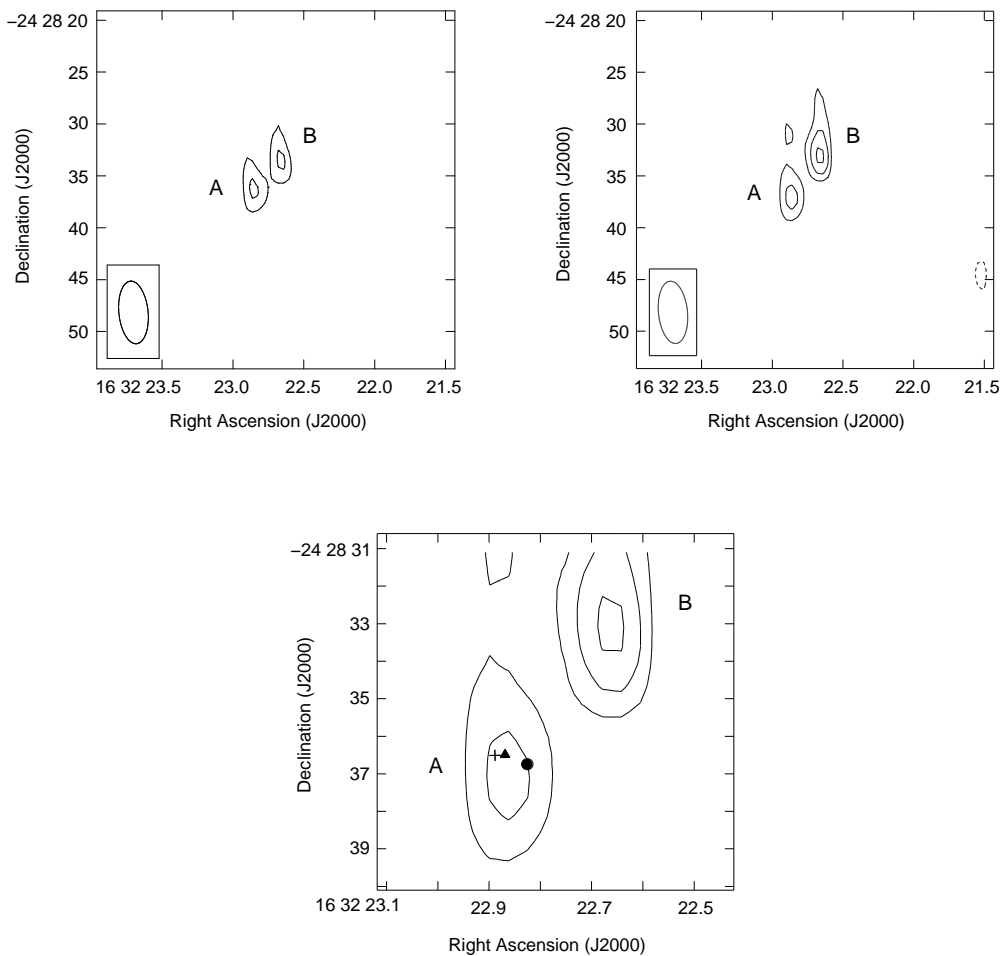 −24 28 20
25
30
35
40
45
50
Declination (J2000)
A
B
16 32 23.5
23.0
22.5
22.0
21.5
Right Ascension (J2000)
−24 28 20
25
30
35
40
45
50
Declination (J2000)
A
B
16 32 23.5
23.0
22.5
22.0
21.5
Right Ascension (J2000)
−24 28 31
33
35
37
39
Declination (J2000)
A
B
16 32 23.1
22.9
22.7
22.5
Right Ascension (J2000)